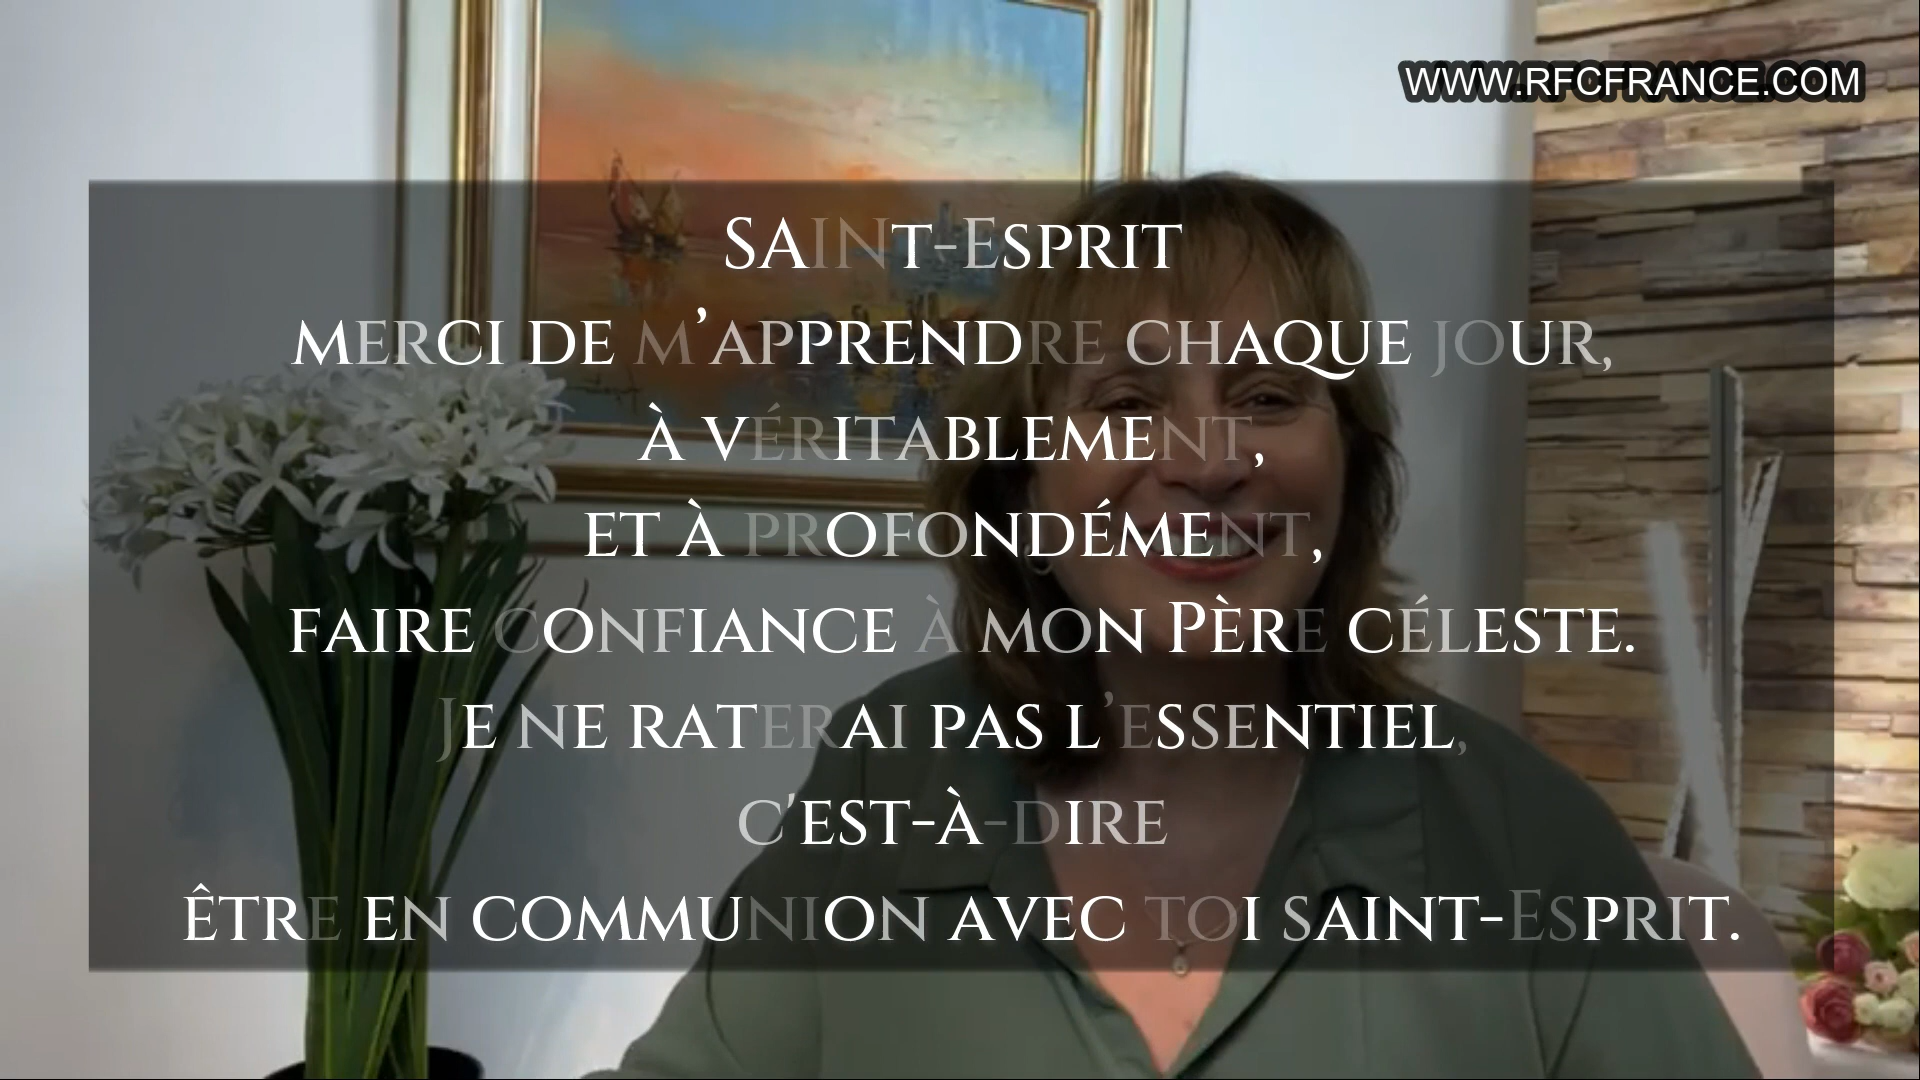 WWW.RFCFRANCE.COM
SAINT-ESPRIT
MERCI DE M’APPRENDRE CHAQUE JOUR,
À VÉRITABLEMENT,
ET À PROFONDÉMENT,
FAIRE CONFIANCE À MON PÈRE CÉLESTE.
JE NE RATERAI PAS L’ESSENTIEL,
C'EST-À-DIRE
ÊTRE EN COMMUNION AVEC TOI SAINT-ESPRIT.